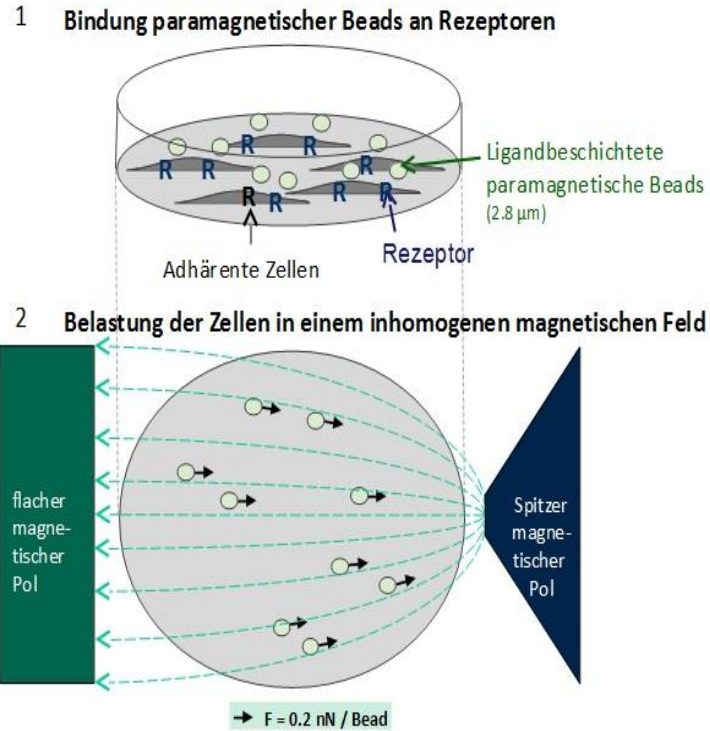 1 Bindung paramagnetischer Beads an Rezeptoren
R R R R R R R R R
Ligandbeschichtete
paramagnetische Beads
(2.8 µm)
Rezeptor
Adhärente Zellen
2 Belastung der Zellen in einem inhomogenen magnetischen Feld
flacher
magne-
tischer
Pol
Spitzer
magne-
tischer
Pol
F = 0.2 nN / Bead